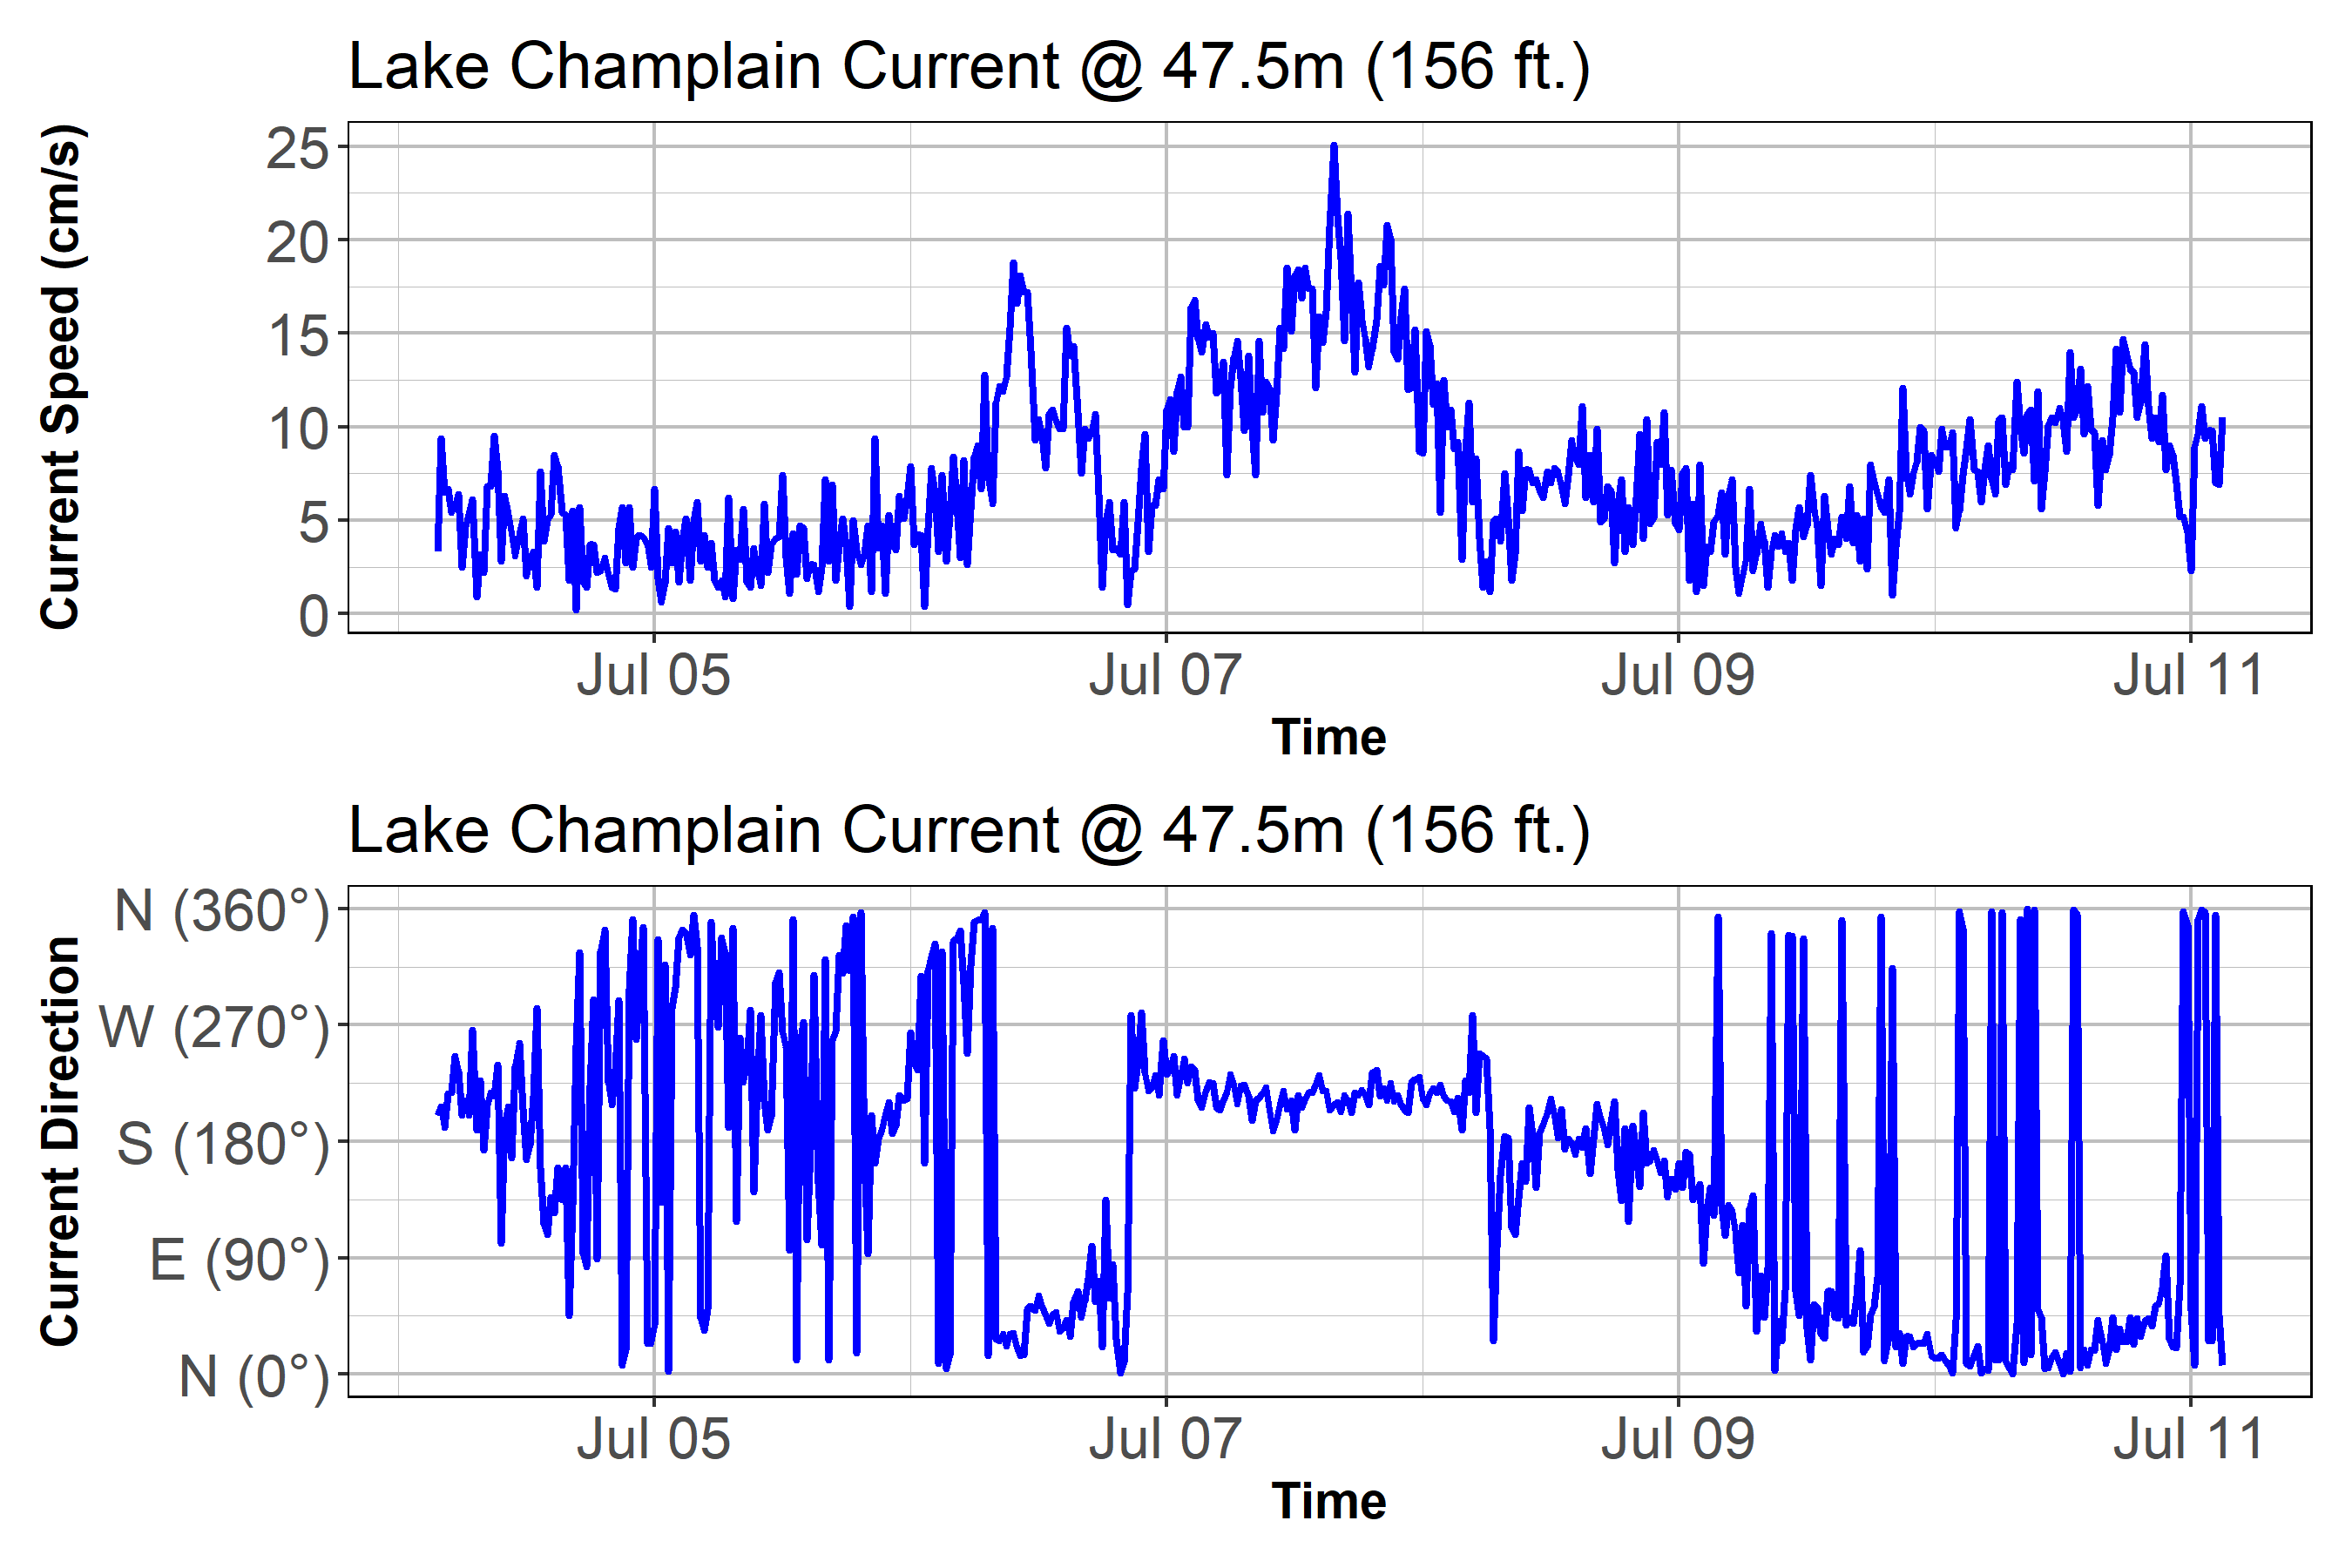 Lake Champlain Current @ 47.5m (156 ft.)
Current Speed (cm/s)
25
20
15
10
5
0
Jul 05 Jul 07 Jul 09 Jul 11
Time
Lake Champlain Current @ 47.5m (156 ft.)
Current Direction
N (360°)
W (270°)
S (180°)
E (90°)
N (0°)
Jul 05 Jul 07 Jul 09 Jul 11
Time